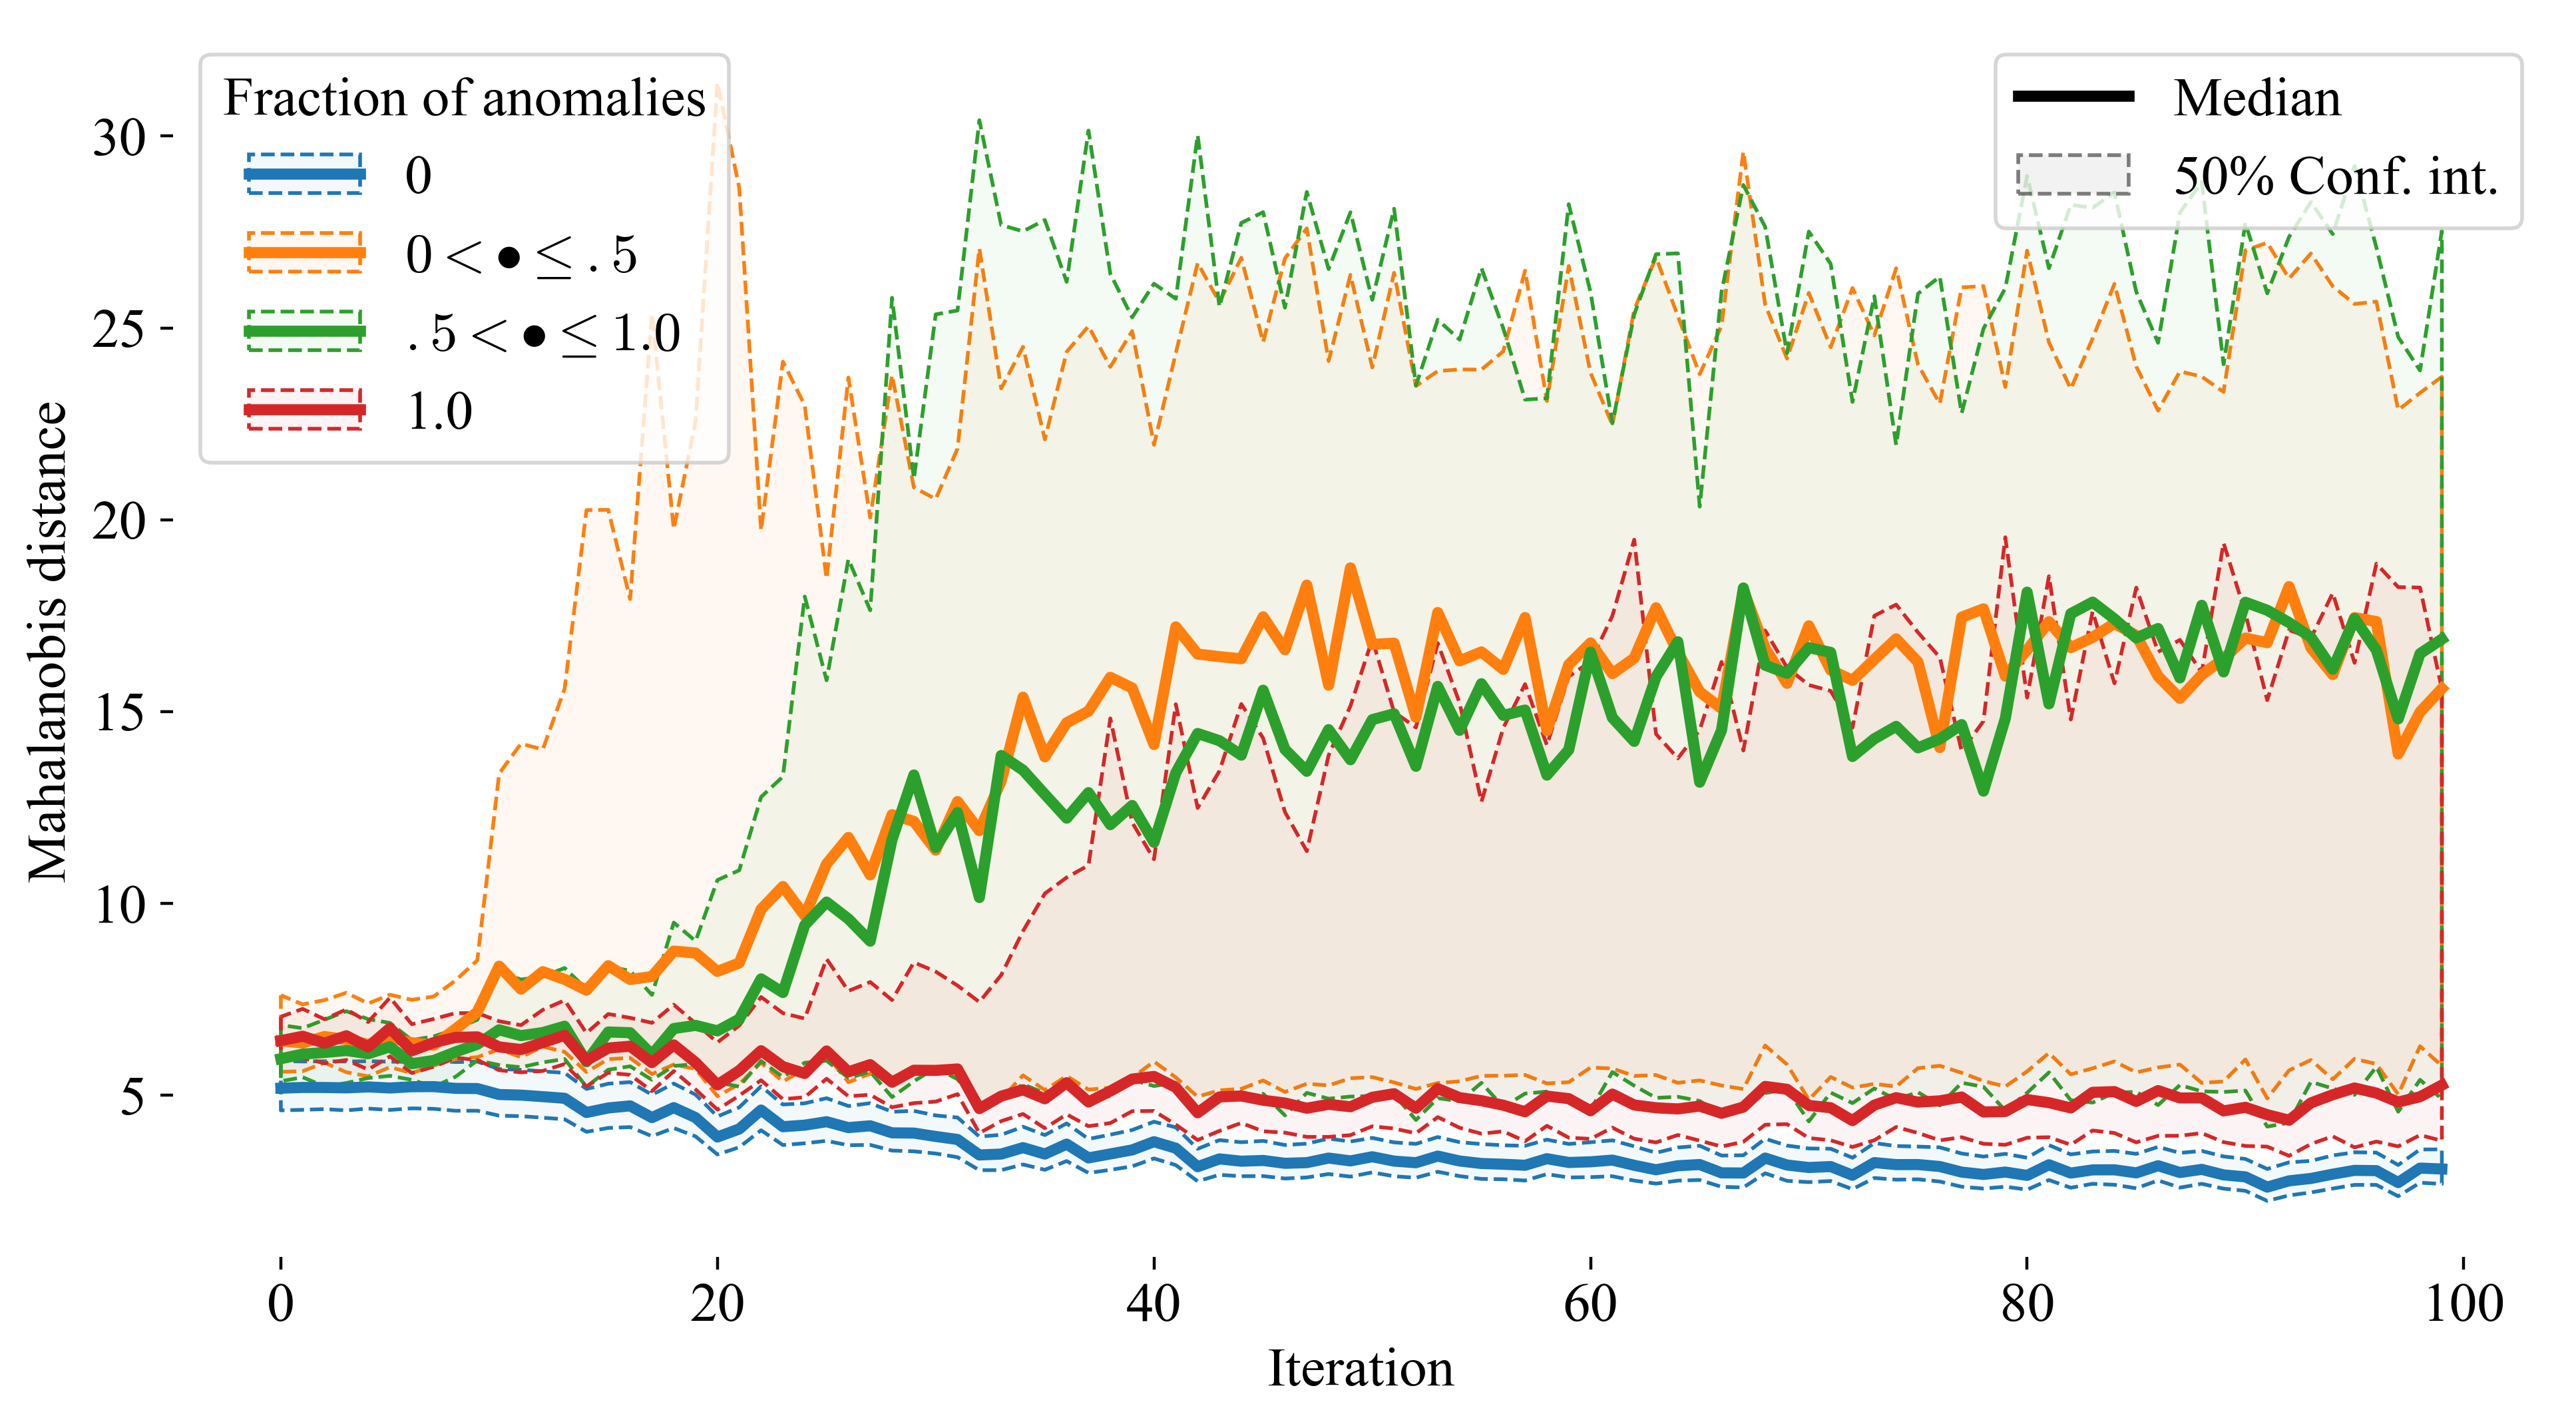 Fraction of anomalies
0
0 < • ≤ .5
.5 < • ≤ 1.0
1.0
Median
50% Conf. int.
Mahalanobis distance
30
25
20
15
10
5
0
20
40
60
80
100
Iteration